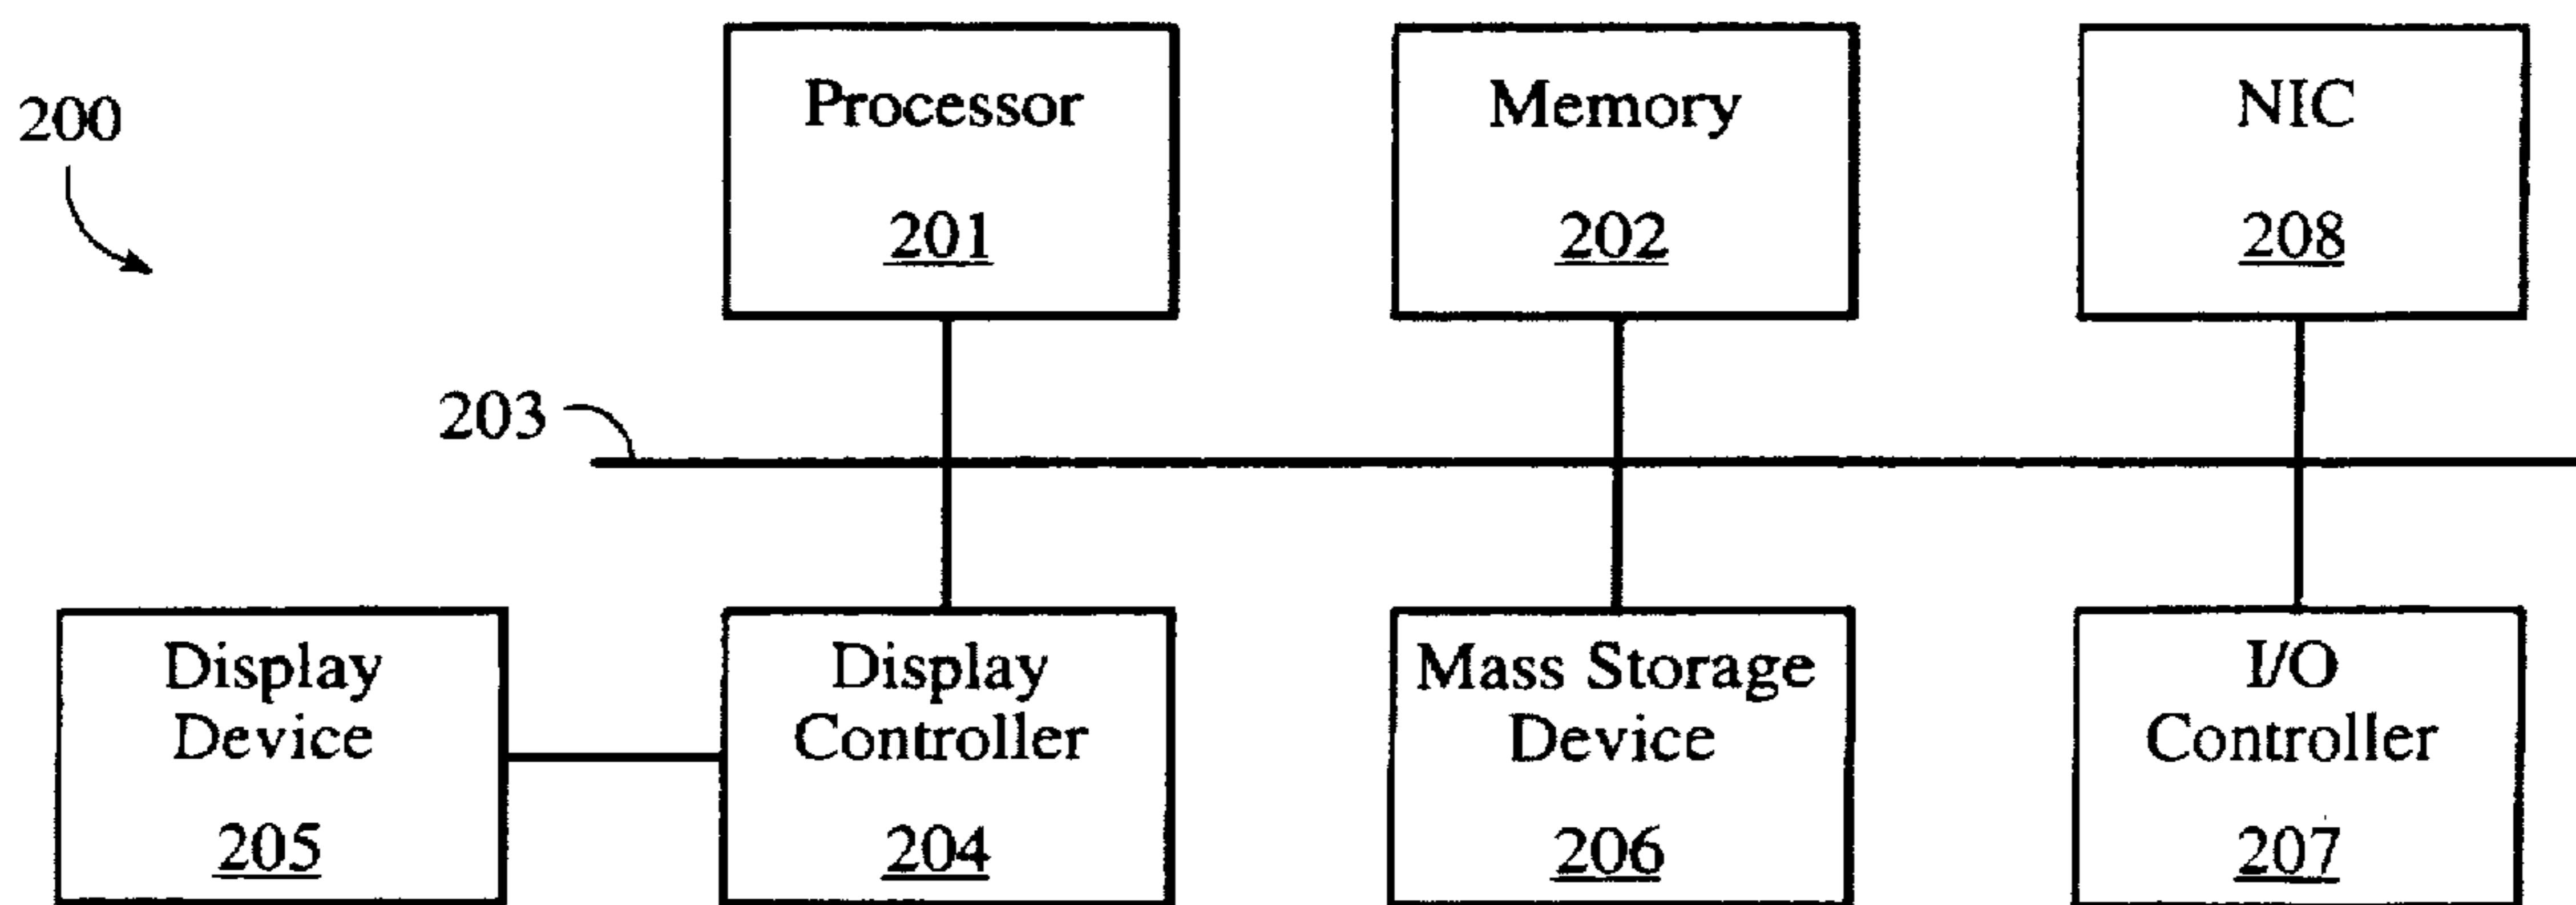 200
Processor
201
Memory
202
NIC
208
203
Display
Device
205
Display
Controller
204
Mass Storage
Device
206
I/O
Controller
207